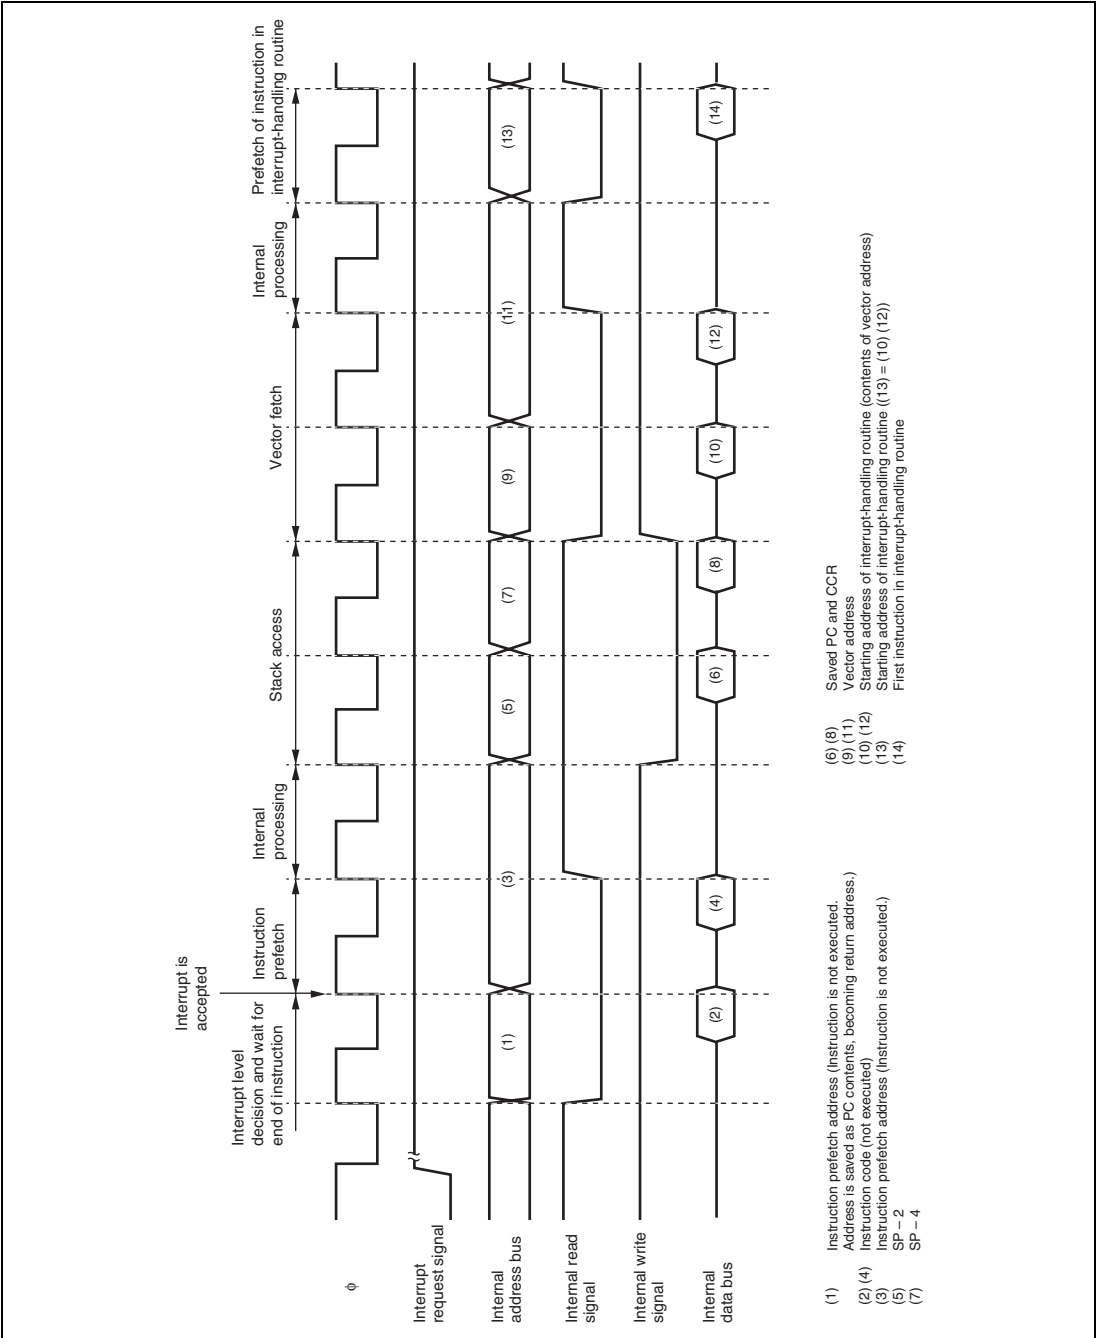 Interrupt is
accepted
Interrupt level
decision and wait for
end of instruction
Instruction
prefetch
Internal
processing
Stack access
Vector fetch
Internal
processing
Prefetch of instruction in
interrupt-handling routine
φ
Interrupt
request signal
Internal
address bus
(1)
(3)
(5)
(7)
(9)
(11)
(13)
Internal read
signal
Internal write
signal
Internal
data bus
(2)
(4)
(6)
(8)
(10)
(12)
(14)
(1) Instruction prefetch address (Instruction is not executed.
Address is saved as PC contents, becoming return address.)
(2) (4) Instruction code (not executed)
(3) Instruction prefetch address (Instruction is not executed.)
(5) SP – 2
(7) SP – 4
(6) (8) Saved PC and CCR
(9) (11) Vector address
(10) (12) Starting address of interrupt-handling routine (contents of vector address)
(13) Starting address of interrupt-handling routine ((13) = (10) (12))
(14) First instruction in interrupt-handling routine